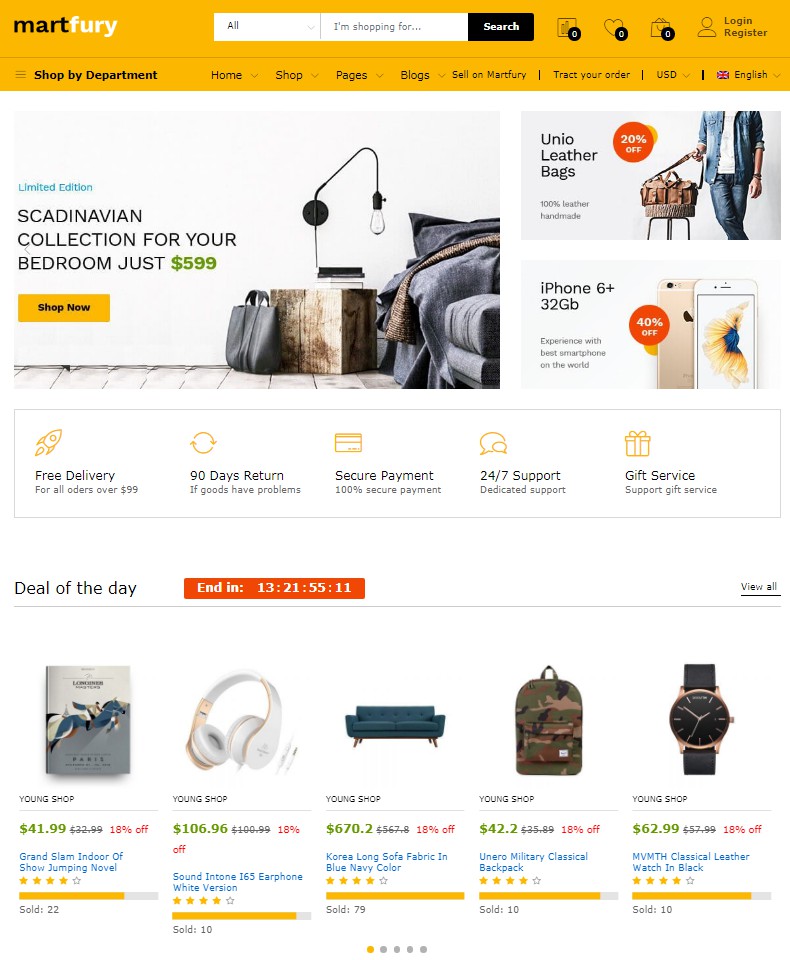 martfury
All
I'm shopping for...
Search
0
0
0
Login
Register
Shop by Department
Home
Shop
Pages
Blogs
Sell on Martfury
Tract your order
USD
English
Limited Edition
SCADINAVIAN
COLLECTION FOR YOUR
BEDROOM JUST $599
Shop Now
Unio
Leather
Bags
100% leather
handmade
20%
OFF
iPhone 6+
32Gb
Experience with
best smartphone
on the world
40%
OFF
Free Delivery
For all oders over $99
90 Days Return
If goods have problems
Secure Payment
100% secure payment
24/7 Support
Dedicated support
Gift Service
Support gift service
Deal of the day
End in: 13:21:55:11
View all
LONGINES
MASTERS
PARIS
YOUNG SHOP
$41.99 $32.99 18% off
Grand Slam Indoor Of
Show Jumping Novel
Sold: 22
YOUNG SHOP
$106.96 $100.99 18%
off
Sound Intone I65 Earphone
White Version
Sold: 10
YOUNG SHOP
$670.2 $567.8 18% off
Korea Long Sofa Fabric In
Blue Navy Color
Sold: 79
YOUNG SHOP
$42.2 $35.89 18% off
Unero Military Classical
Backpack
Sold: 10
YOUNG SHOP
$62.99 $57.99 18% off
MVMTH Classical Leather
Watch In Black
Sold: 10